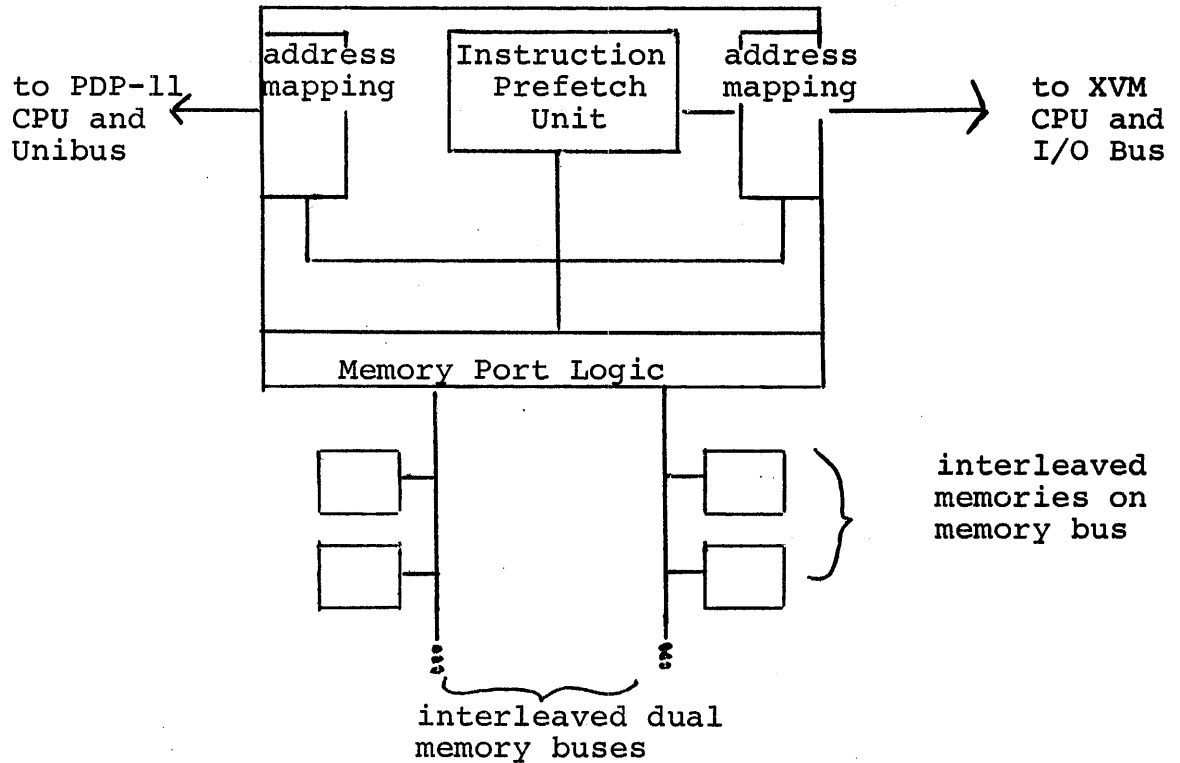 to PDP-11
CPU and
Unibus
address
mapping
Instruction
Prefetch
Unit
address
mapping
to XVM
CPU and
I/O Bus
Memory Port Logic
interleaved
memories on
memory bus
interleaved dual
memory buses